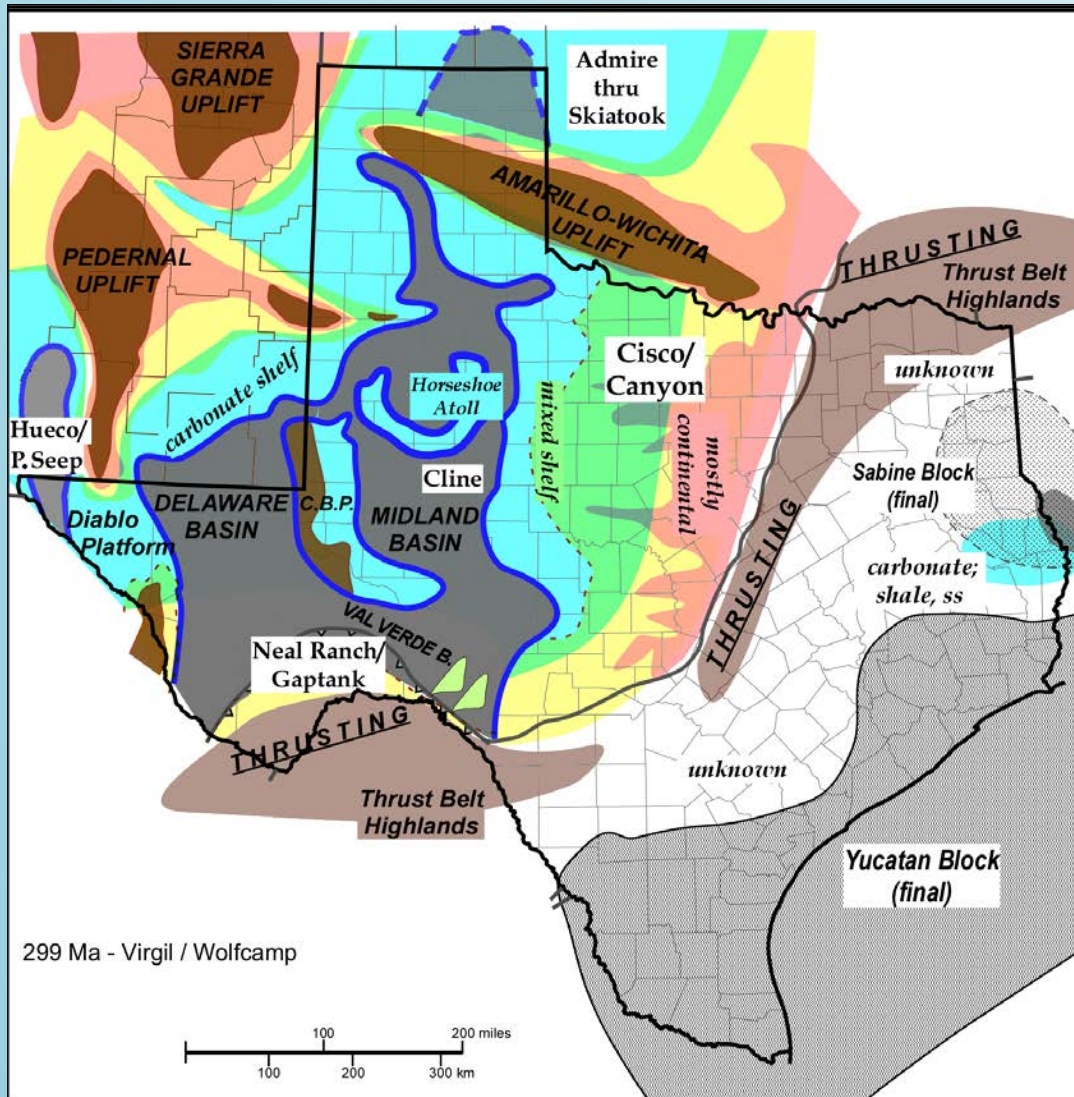 SIERRA
GRANDE
UPLIFT
Admire
thru
Skiatook
AMARILLO-WICHITA
UPLIFT
PEDERNAL
UPLIFT
THRUSTING
Thrust Belt
Highlands
unknown
Cisco/
Canyon
carbonate shelf
Horseshoe
Atoll
mixed shelf
mostly
continental
Hueco/
P. Seep
Cline
Sabine Block
(final)
DELAWARE
BASIN
C.B.P.
MIDLAND
BASIN
Diablo
Platform
THRUSTING
carbonate;
shale, ss
VAL VERDE B.
Neal Ranch/
Gaptank
THRUSTING
unknown
Thrust Belt
Highlands
Yucatan Block
(final)
299 Ma - Virgil / Wolfcamp
100 200 miles
100 200 300 km